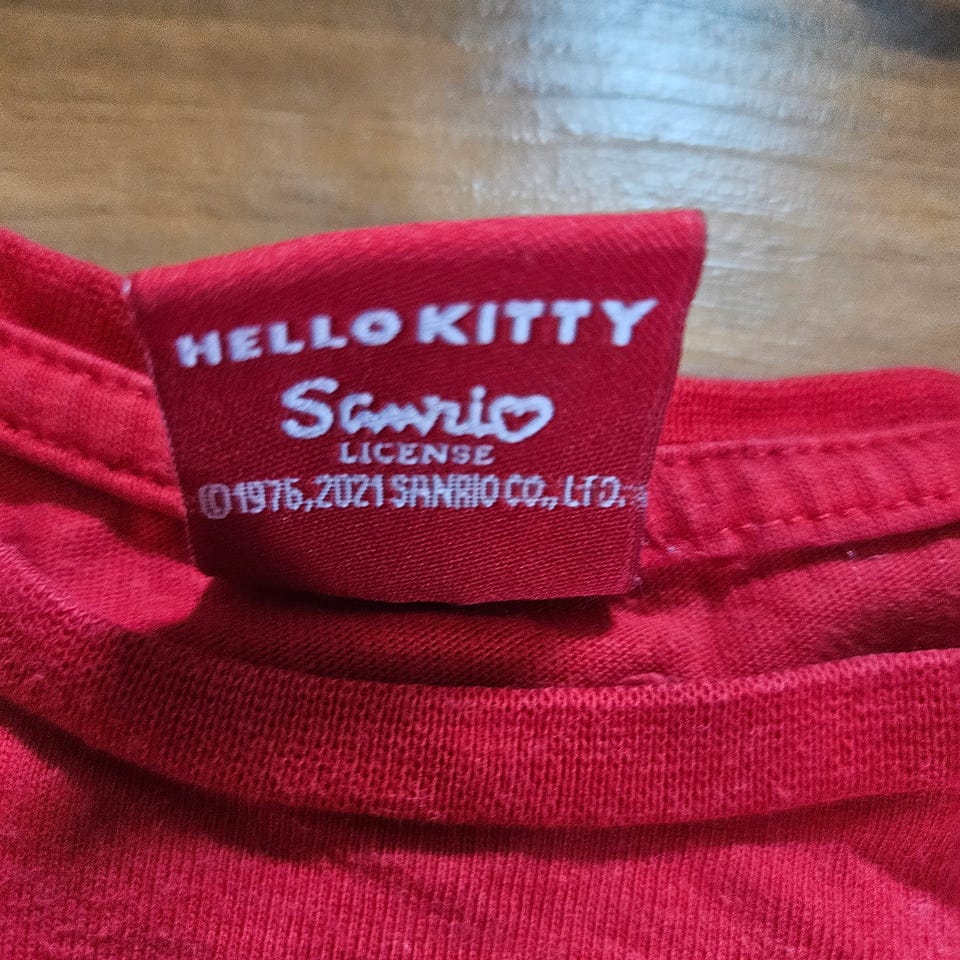 HELLO KITTY
Sanrio
LICENSE
©1976,2021 SANRIO CO., LTD.